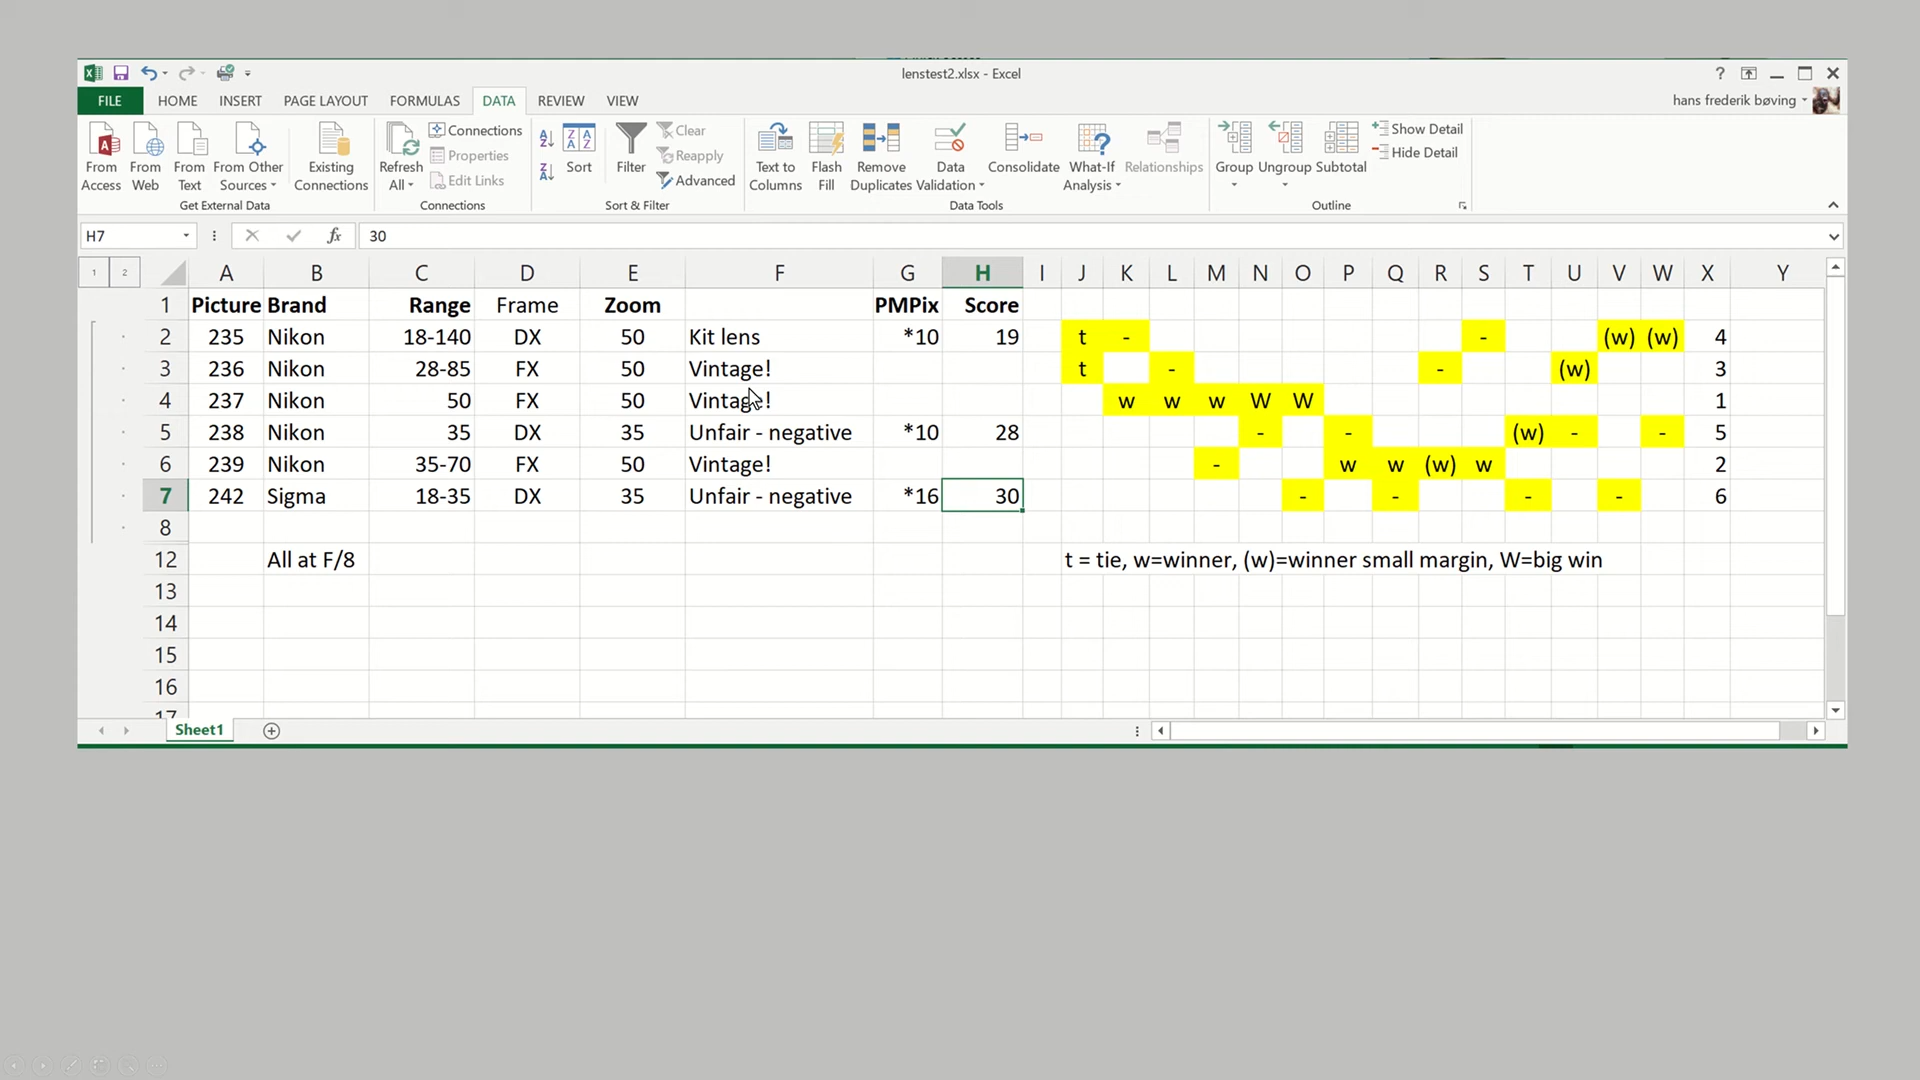 lenstest2.xlsx - Excel
?
FILE HOME INSERT PAGE LAYOUT FORMULAS DATA REVIEW VIEW
hans frederik bøving
From Access
From Web
From Text
From Other Sources
Existing Connections
Get External Data
Refresh All
Connections
Properties
Edit Links
Connections
Sort
Filter
Clear
Reapply
Advanced
Sort & Filter
Text to Columns
Flash Fill
Remove Duplicates
Data Validation
Consolidate
What-If Analysis
Relationships
Data Tools
Group
Ungroup
Subtotal
Show Detail
Hide Detail
Outline
H7 fx 30
1 2 A B C D E F G H I J K L M N O P Q R S T U V W X Y
1 Picture Brand Range Frame Zoom PMPix Score
2 235 Nikon 18-140 DX 50 Kit lens *10 19 t - - (w) (w) 4
3 236 Nikon 28-85 FX 50 Vintage! t - - (w) 3
4 237 Nikon 50 FX 50 Vintage! w w w W W 1
5 238 Nikon 35 DX 35 Unfair - negative *10 28 - - (w) - - 5
6 239 Nikon 35-70 FX 50 Vintage! - w w (w) w 2
7 242 Sigma 18-35 DX 35 Unfair - negative *16 30 - - - - 6
8
12 All at F/8 t = tie, w=winner, (w)=winner small margin, W=big win
13
14
15
16
17
Sheet1